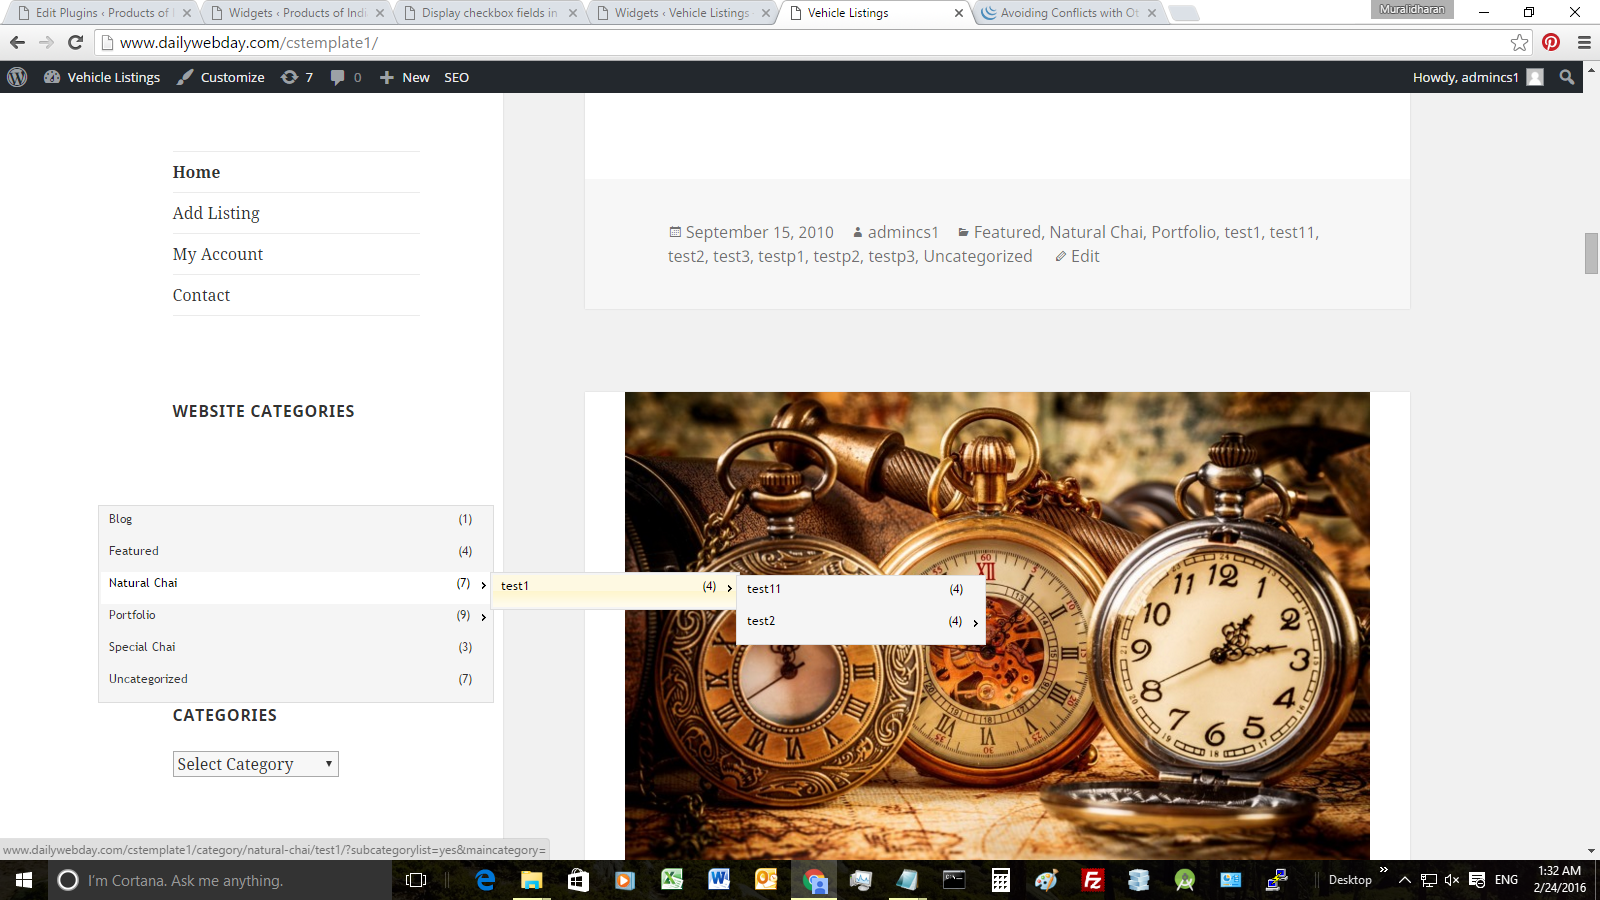 Edit Plugins ‹ Products of
Widgets ‹ Products of Indi
Display checkbox fields in
Widgets ‹ Vehicle Listings
Vehicle Listings
Avoiding Conflicts with Ot
Muralidharan
www.dailywebday.com/cstemplate1/
Vehicle Listings Customize 7 0 New SEO Howdy, admincs1
Home
Add Listing
My Account
Contact
WEBSITE CATEGORIES
Blog (1)
Featured (4)
Natural Chai (7)
Portfolio (9)
Special Chai (3)
Uncategorized (7)
test1 (4)
test11 (4)
test2 (4)
CATEGORIES
Select Category
September 15, 2010 admincs1 Featured, Natural Chai, Portfolio, test1, test11,
test2, test3, testp1, testp2, testp3, Uncategorized Edit
www.dailywebday.com/cstemplate1/category/natural-chai/test1/?subcategorylist=yes&maincategory=
I'm Cortana. Ask me anything.
Desktop ENG 1:32 AM
2/24/2016